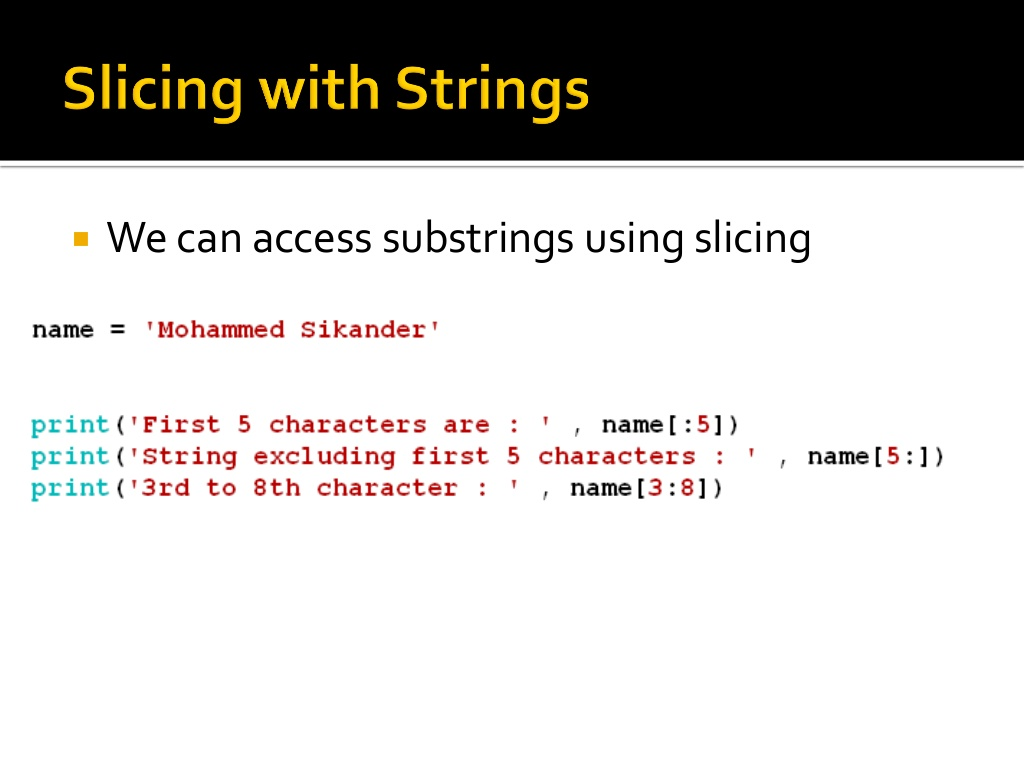 Slicing with Strings
We can access substrings using slicing
name = 'Mohammed Sikander'
print('First 5 characters are : ' , name[:5])
print('String excluding first 5 characters : ' , name[5:])
print('3rd to 8th character : ' , name[3:8])